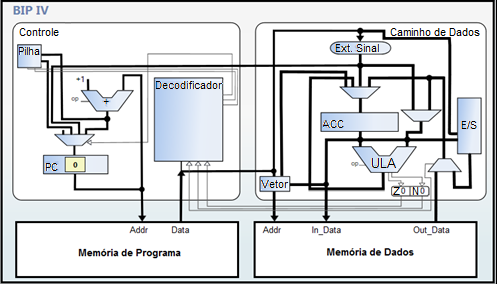 BIP IV
Controle
Caminho de Dados
Pilha
Ext. Sinal
+1
op
+
Decodificador
op
ACC
E/S
PC
0
ULA
Vetor
Z 0 N 0
Addr
Data
Addr
In_Data
Out_Data
Memória de Programa
Memória de Dados